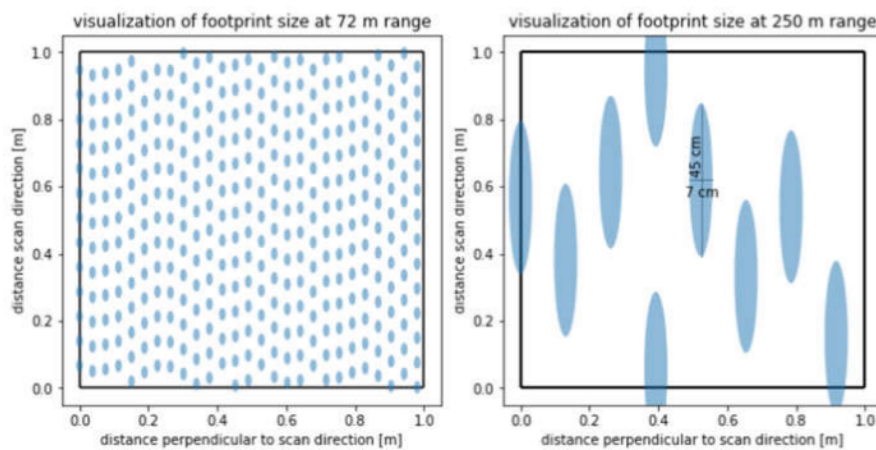 visualization of footprint size at 72 m range
1.0
0.8
0.6
0.4
0.2
0.0
distance scan direction [m]
0.0 0.2 0.4 0.6 0.8 1.0
distance perpendicular to scan direction [m]
visualization of footprint size at 250 m range
1.0
0.8
0.6
0.4
0.2
0.0
distance scan direction [m]
45 cm
7 cm
0.0 0.2 0.4 0.6 0.8 1.0
distance perpendicular to scan direction [m]